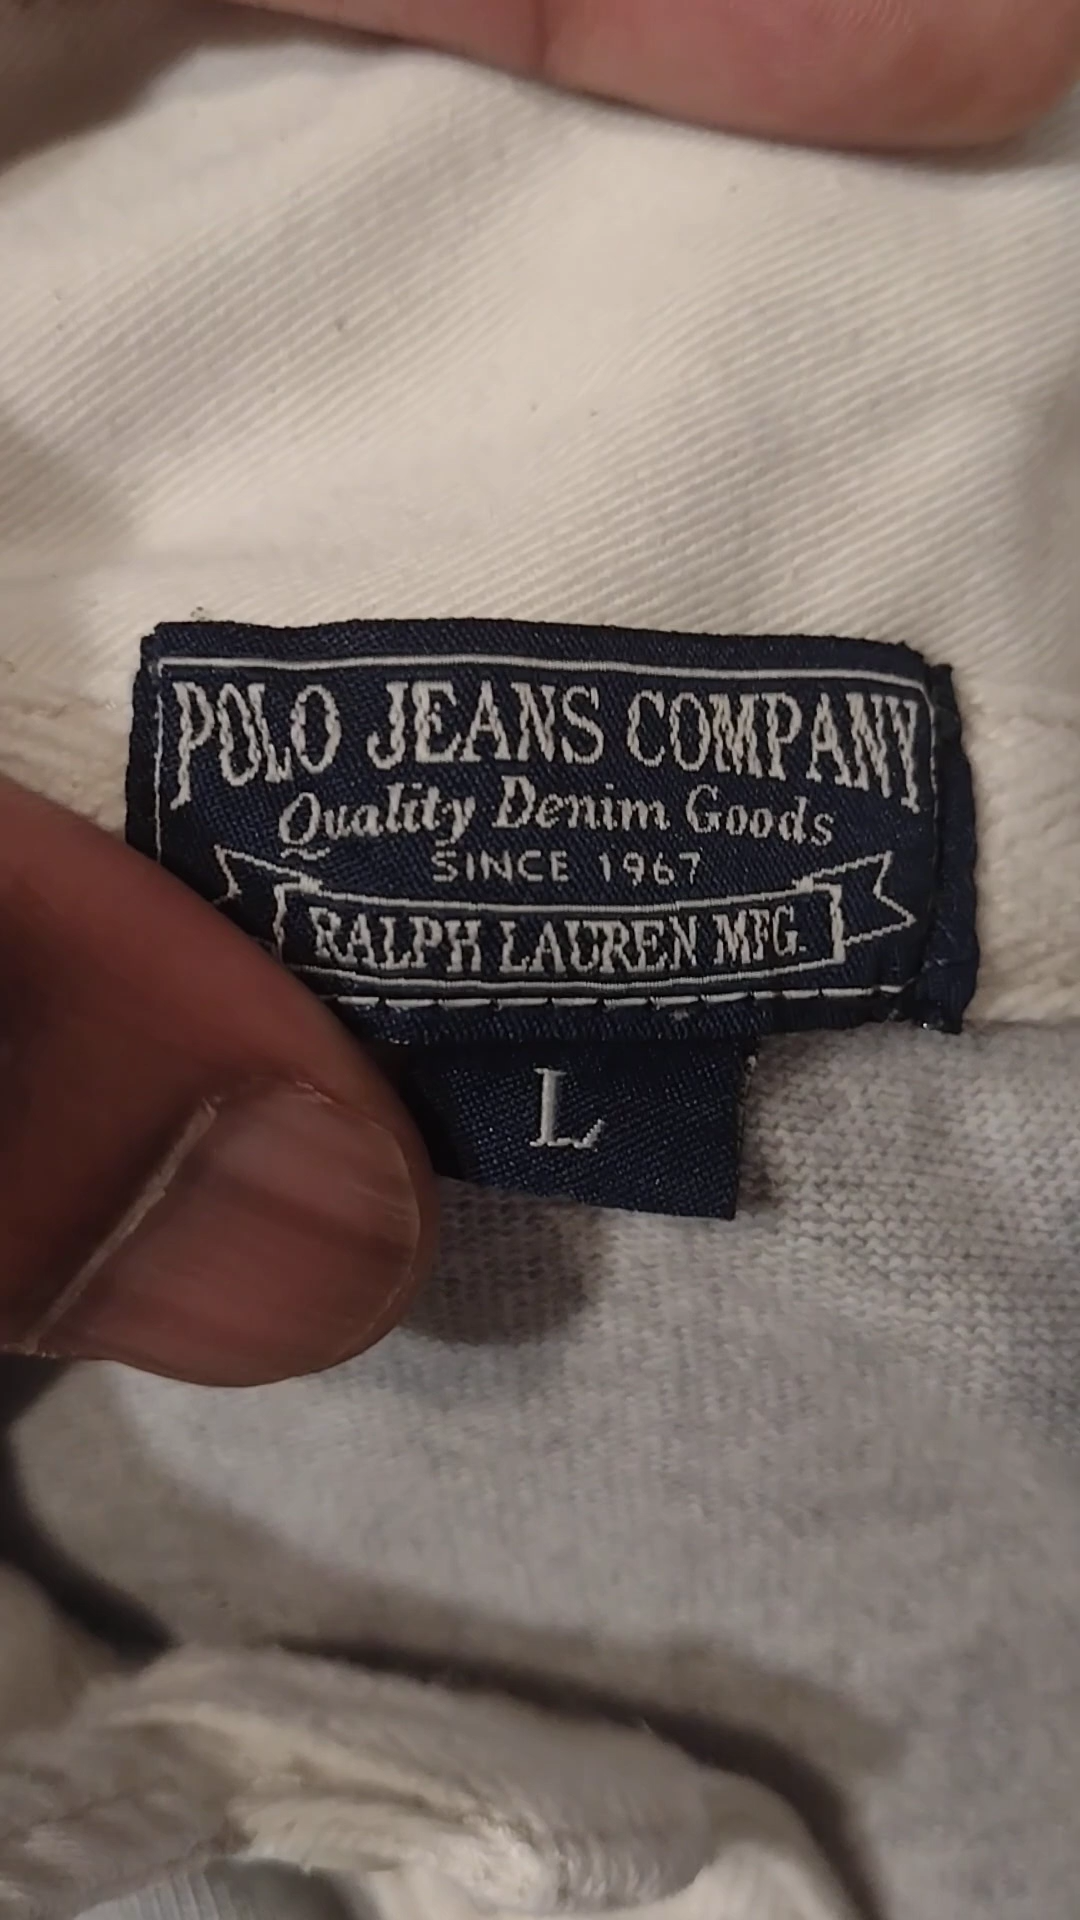 POLO JEANS COMPANY
Quality Denim Goods
SINCE 1967
RALPH LAUREN MFG.
L